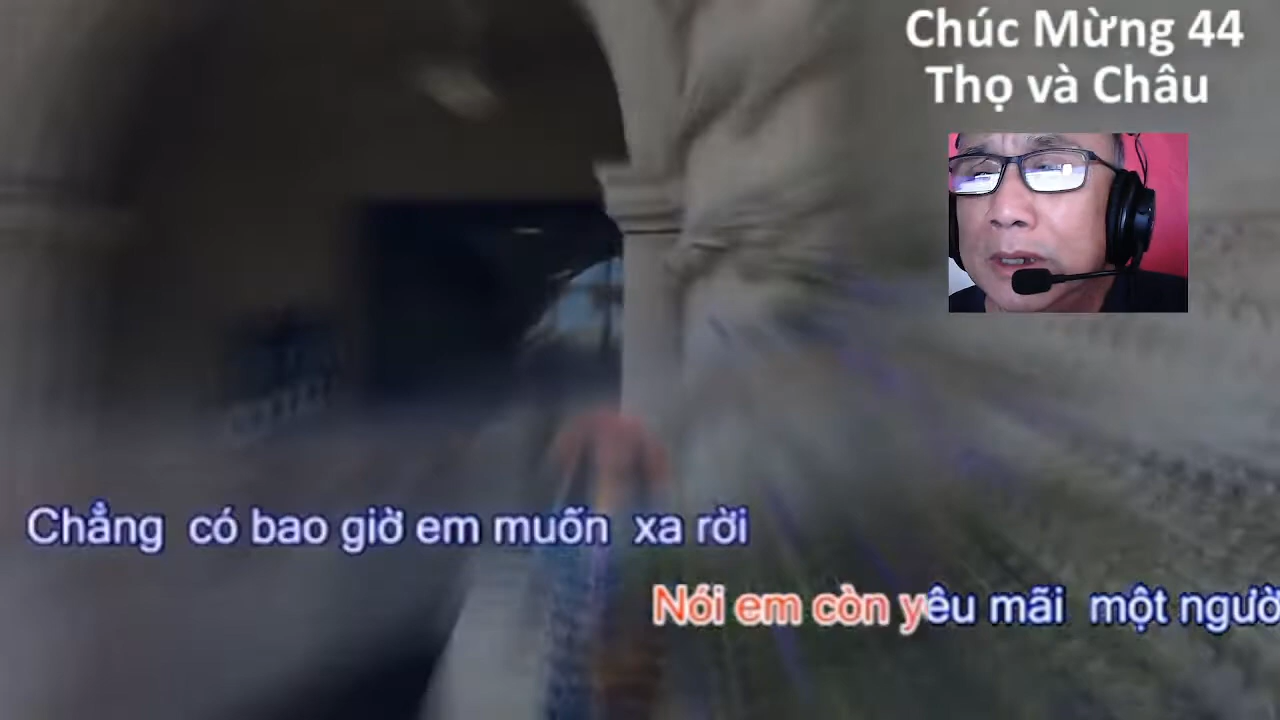 Chúc Mừng 44
Thọ và Châu
Chẳng có bao giờ em muốn xa rời
Nói em còn yêu mãi một ngườ